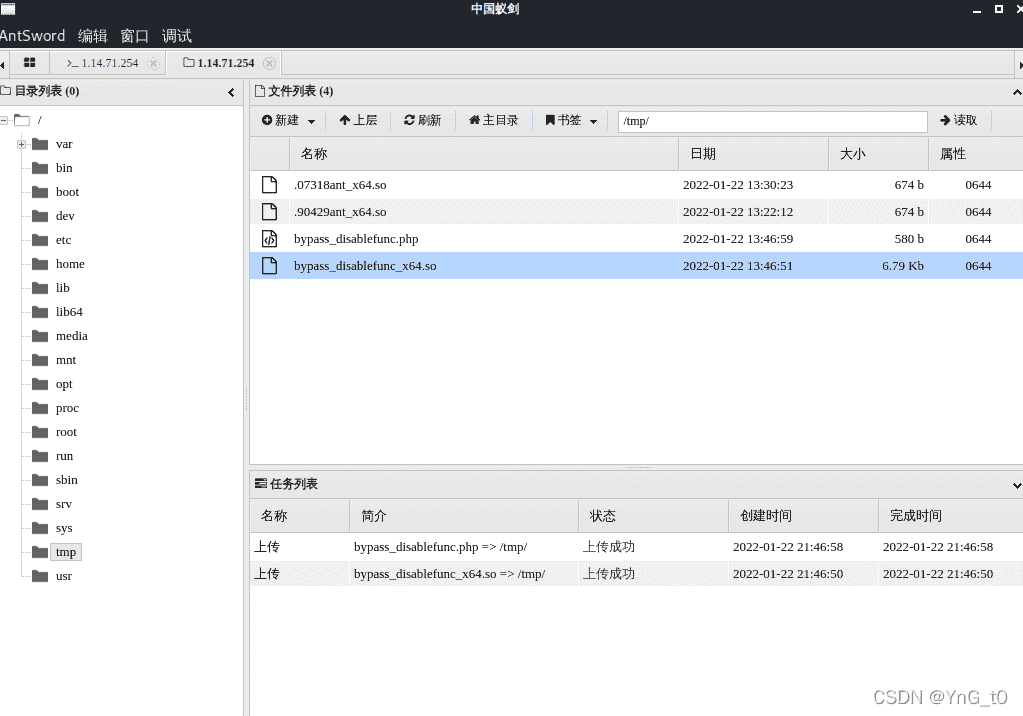 中国蚁剑
AntSword 编辑 窗口 调试
>_ 1.14.71.254 1.14.71.254
目录列表 (0)
/
var
bin
boot
dev
etc
home
lib
lib64
media
mnt
opt
proc
root
run
sbin
srv
sys
tmp
usr
文件列表 (4)
新建 上层 刷新 主目录 书签 /tmp/ 读取
名称 日期 大小 属性
.07318ant_x64.so 2022-01-22 13:30:23 674 b 0644
.90429ant_x64.so 2022-01-22 13:22:12 674 b 0644
bypass_disablefunc.php 2022-01-22 13:46:59 580 b 0644
bypass_disablefunc_x64.so 2022-01-22 13:46:51 6.79 Kb 0644
任务列表
名称 简介 状态 创建时间 完成时间
上传 bypass_disablefunc.php => /tmp/ 上传成功 2022-01-22 21:46:58 2022-01-22 21:46:58
上传 bypass_disablefunc_x64.so => /tmp/ 上传成功 2022-01-22 21:46:50 2022-01-22 21:46:50
CSDN @YnG_t0